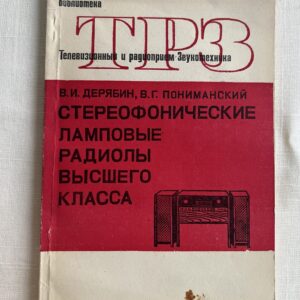 Библиотека
ТРЗ
Телевизионный и радиоприем Звукотехника
В.И. ДЕРЯБИН, В.Г. ПОНИМАНСКИЙ
СТЕРЕОФОНИЧЕСКИЕ
ЛАМПОВЫЕ
РАДИОЛЫ
ВЫСШЕГО
КЛАССА